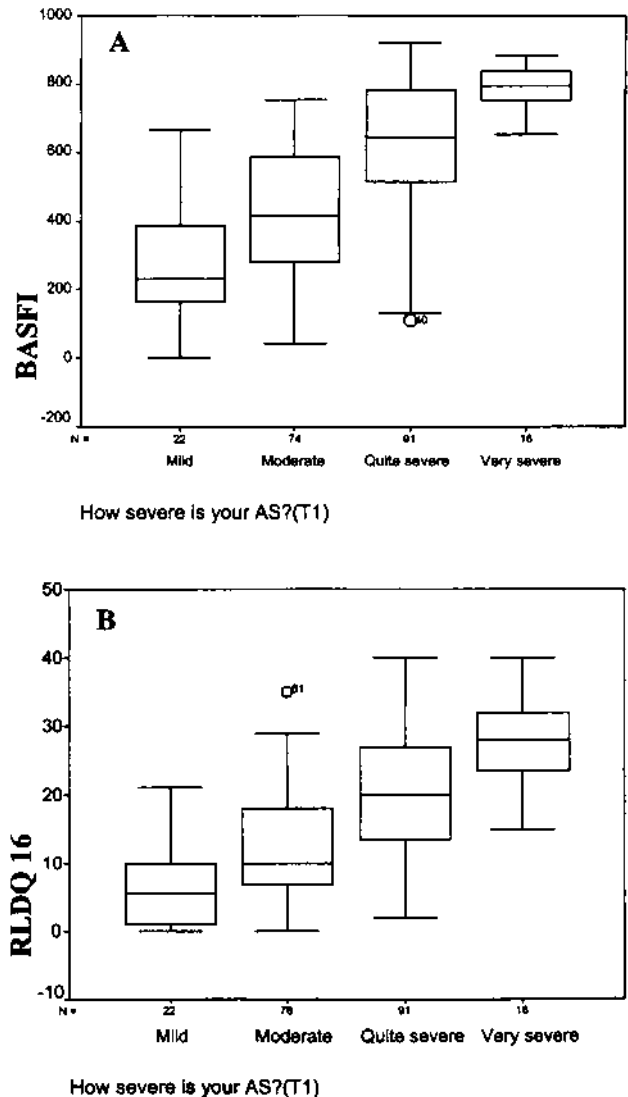 A
1000
800
600
400
200
0
-200
BASFI
N = 22 74 91 16
Mild Moderate Quite severe Very severe
How severe is your AS?(T1)
B
50
40
30
20
10
0
-10
RLDQ 16
N = 22 76 91 16
Mild Moderate Quite severe Very severe
How severe is your AS?(T1)